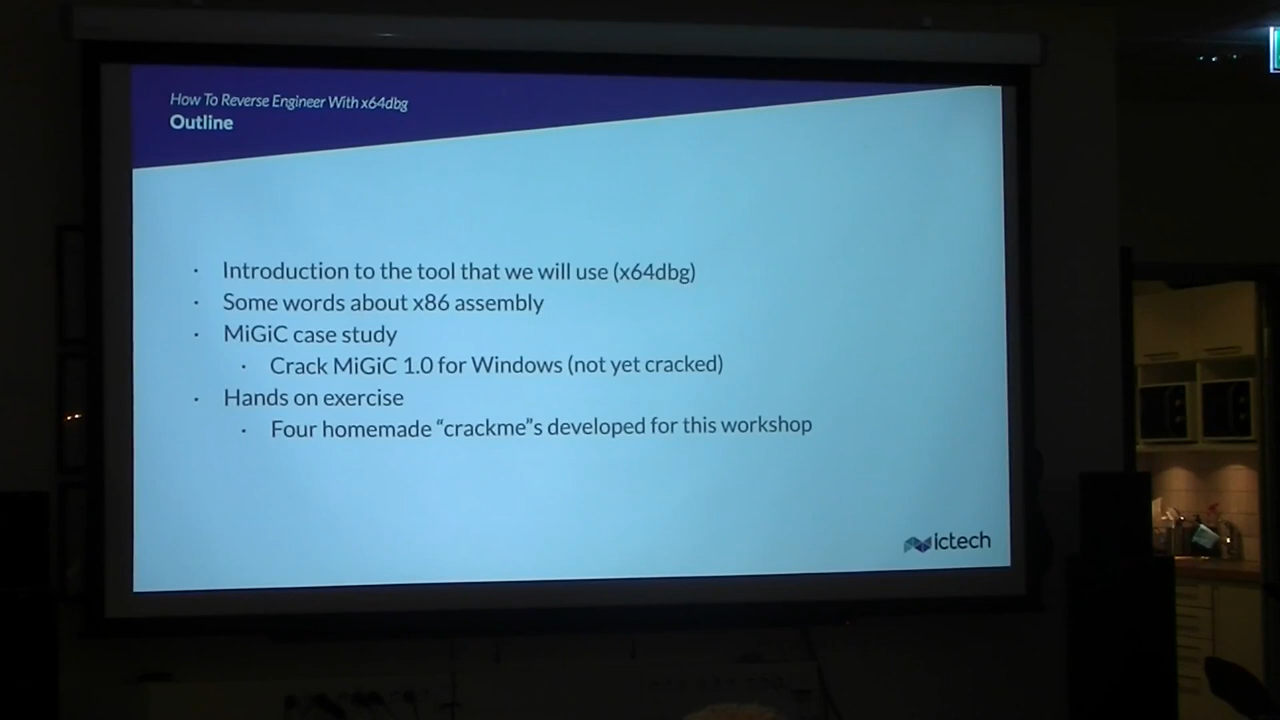 How To Reverse Engineer With x64dbg
Outline
· Introduction to the tool that we will use (x64dbg)
· Some words about x86 assembly
· MiGiC case study
· Crack MiGiC 1.0 for Windows (not yet cracked)
· Hands on exercise
· Four homemade “crackme”s developed for this workshop
ictech